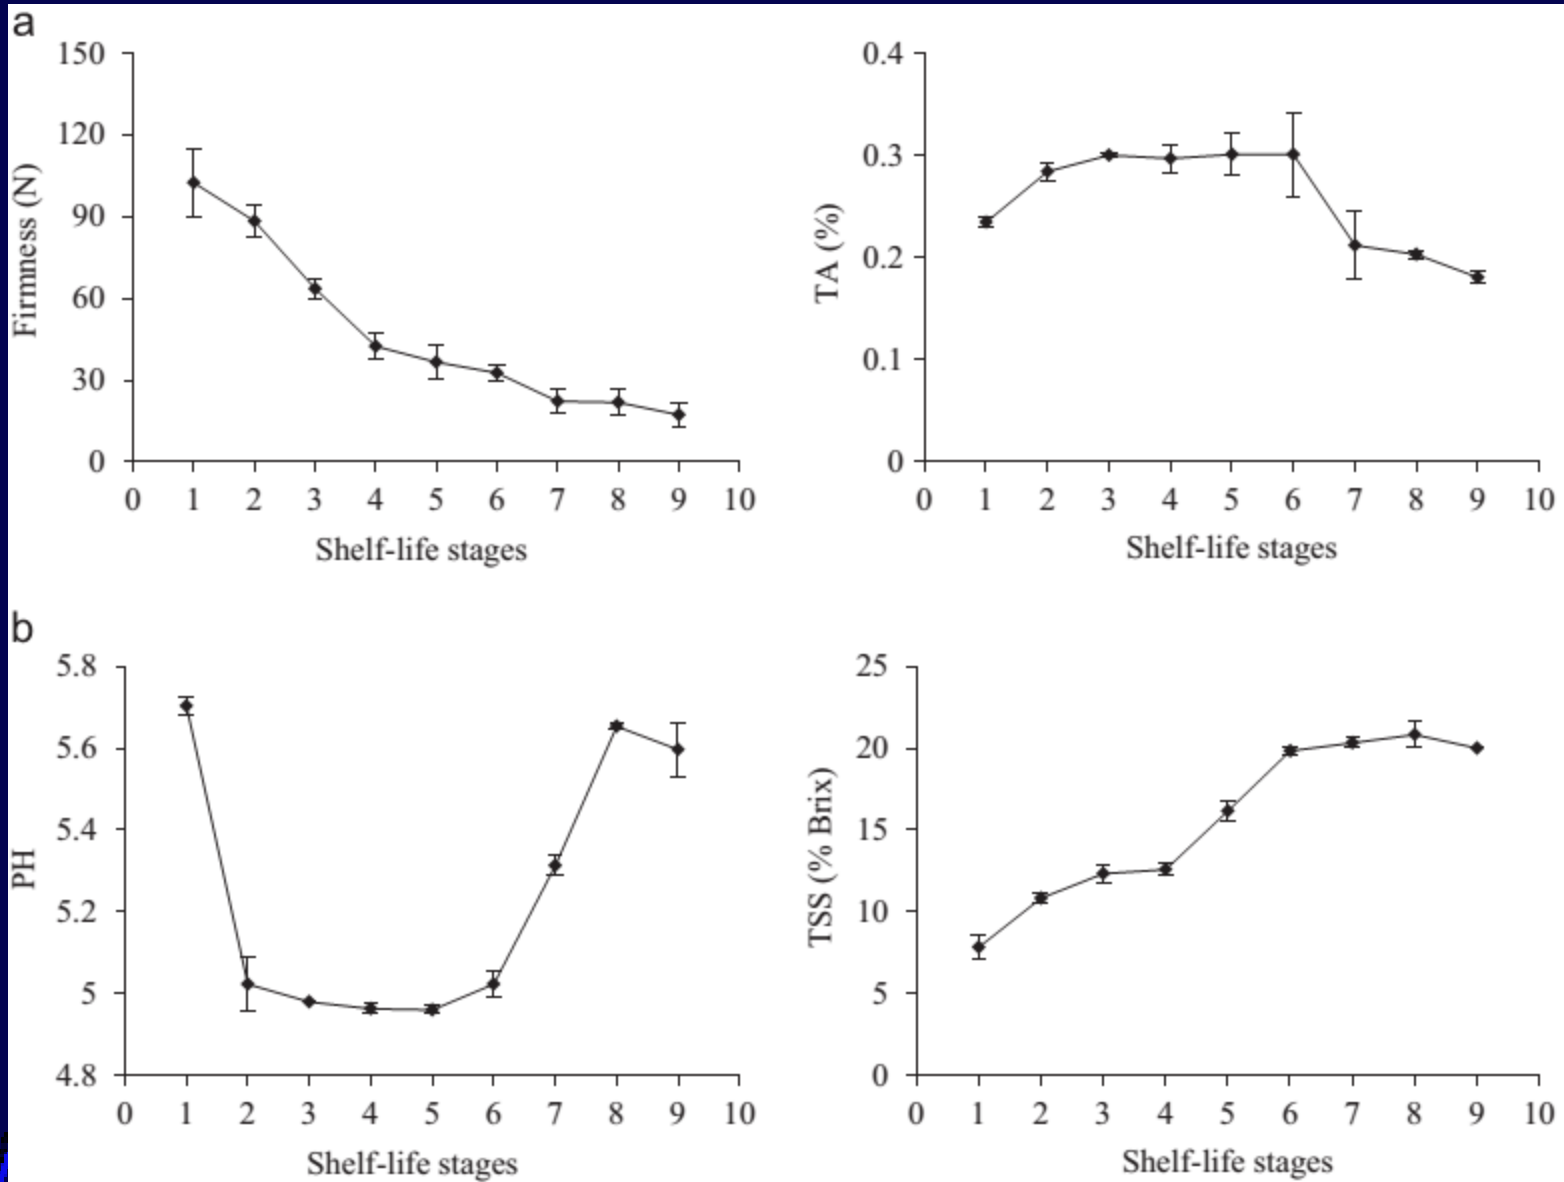 a
150
120
90
60
30
0
Firmness (N)
0 1 2 3 4 5 6 7 8 9 10
Shelf-life stages
0.4
0.3
0.2
0.1
0
TA (%)
0 1 2 3 4 5 6 7 8 9 10
Shelf-life stages
b
5.8
5.6
5.4
5.2
5
4.8
PH
0 1 2 3 4 5 6 7 8 9 10
Shelf-life stages
25
20
15
10
5
0
TSS (% Brix)
0 1 2 3 4 5 6 7 8 9 10
Shelf-life stages